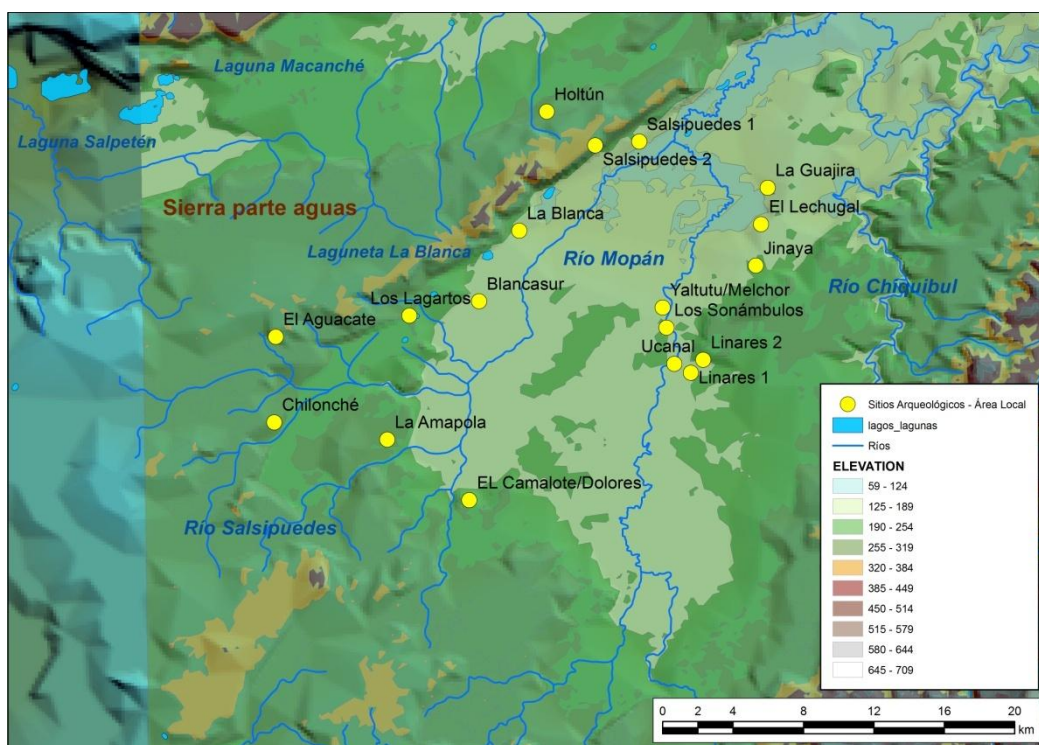 Laguna Macanché
Holtún
Laguna Salpetén
Salsipuedes 1
Salsipuedes 2
La Guajira
Sierra parte aguas
El Lechugal
La Blanca
Laguneta La Blanca
Río Mopán
Jinaya
Río Chiquibul
Blancasur
Yaltutu/Melchor
Los Lagartos
Los Sonámbulos
El Aguacate
Ucanal
Linares 2
Linares 1
Chilonché
La Amapola
EL Camalote/Dolores
Río Salsipuedes
Sitios Arqueológicos - Área Local
lagos_lagunas
Ríos
ELEVATION
59 - 124
125 - 189
190 - 254
255 - 319
320 - 384
385 - 449
450 - 514
515 - 579
580 - 644
645 - 709
0 2 4 8 12 16 20
km